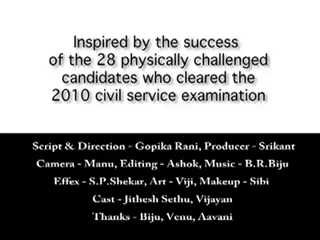 Inspired by the success
of the 28 physically challenged
candidates who cleared the
2010 civil service examination
Script & Direction - Gopika Rani, Producer - Srikant
Camera - Manu, Editing - Ashok, Music - B.R.Biju
Effex - S.P.Shekar, Art - Viji, Makeup - Sibi
Cast - Jithesh Sethu, Vijayan
Thanks - Biju, Venu, Aavani